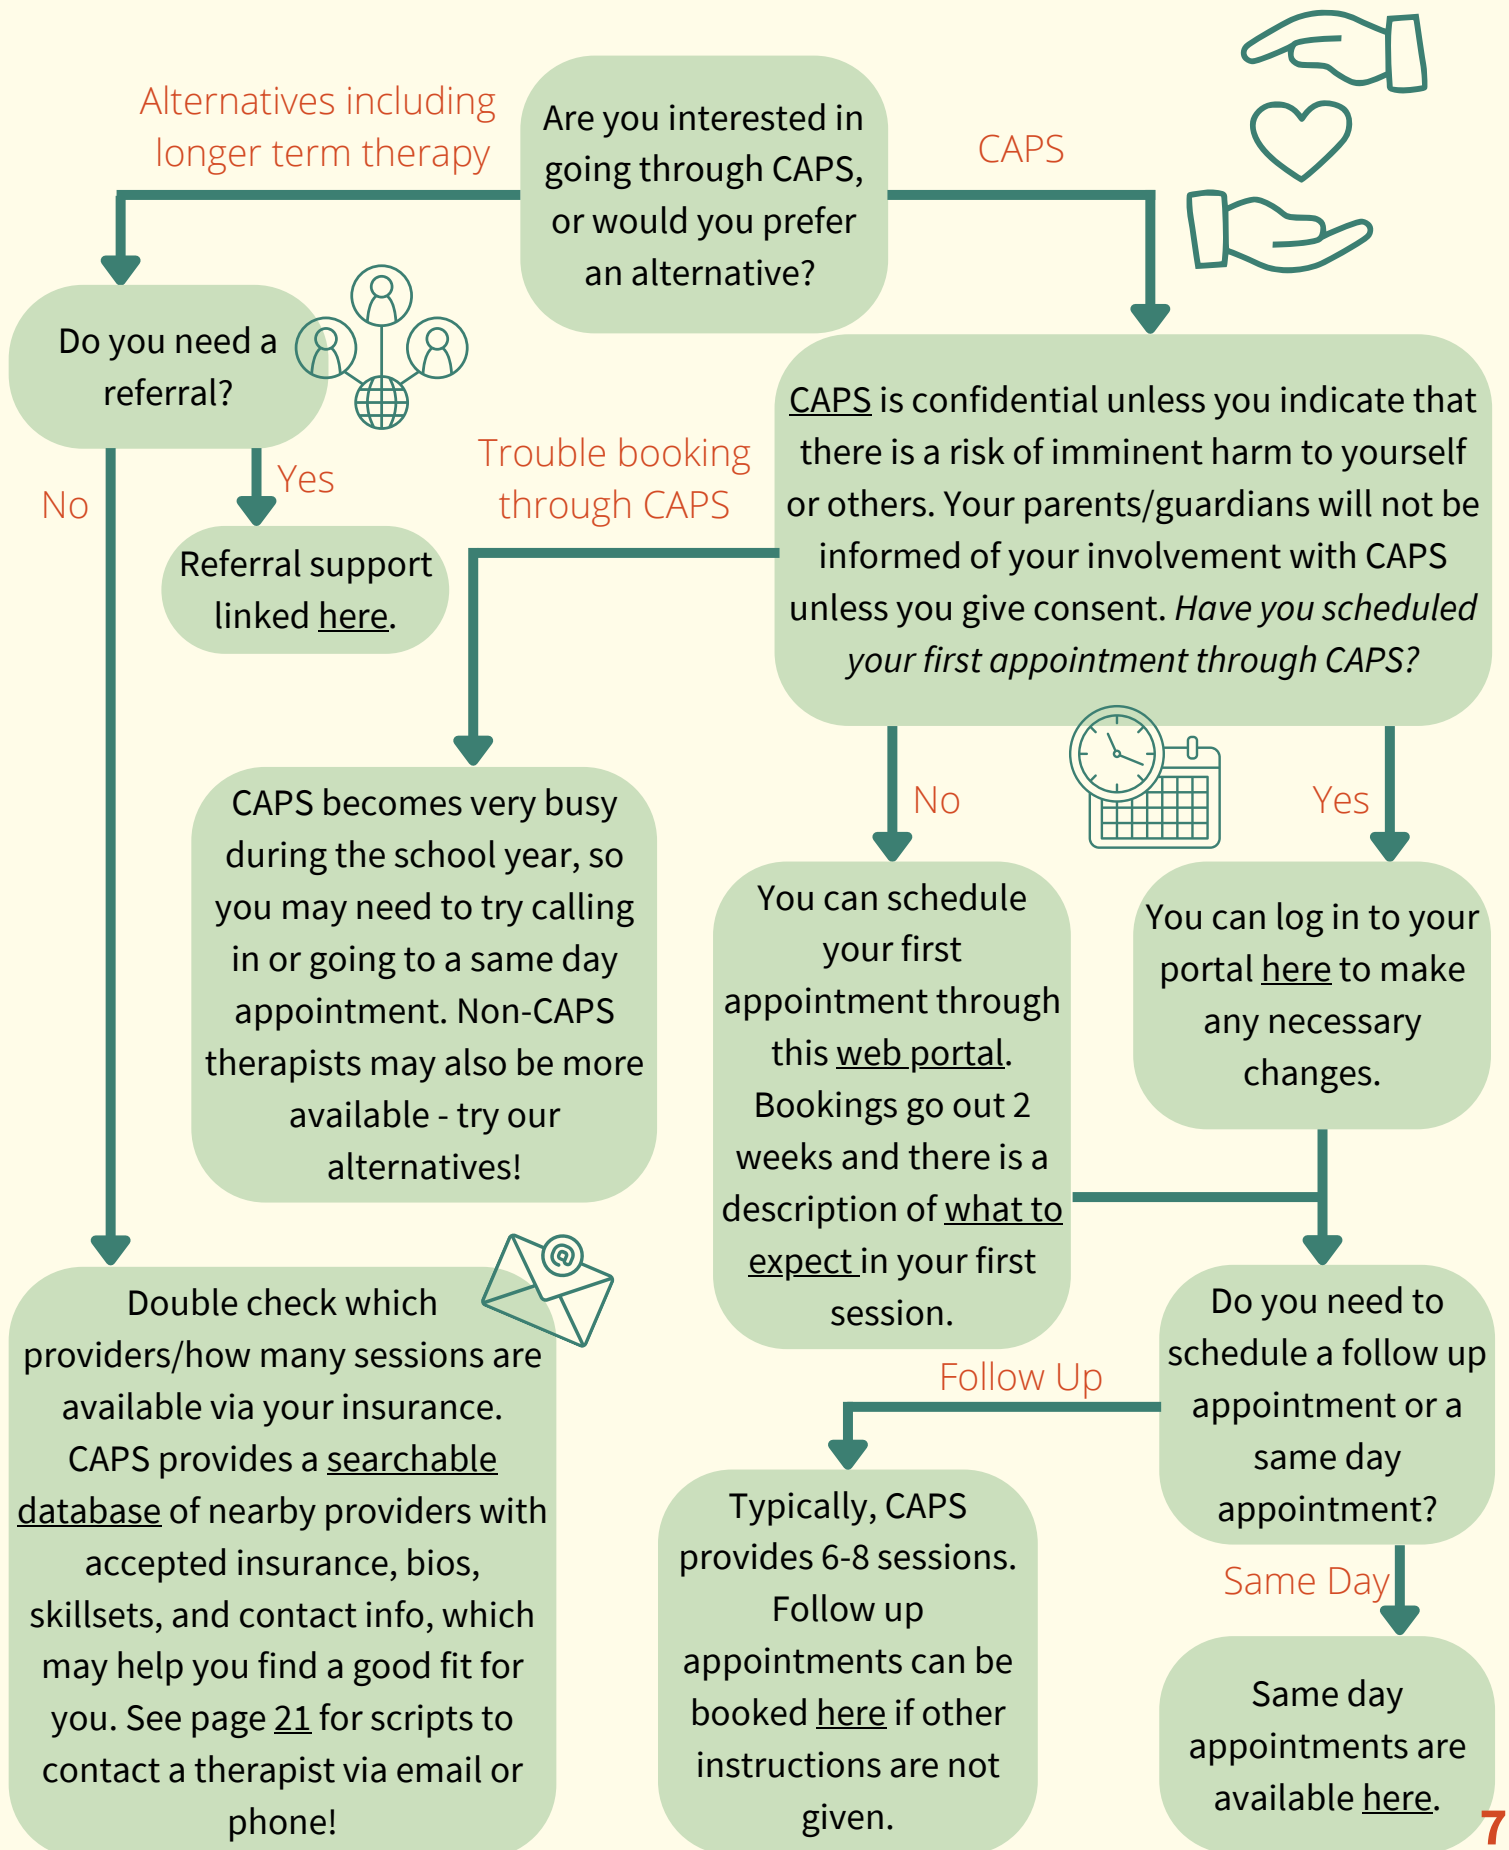 Alternatives including
longer term therapy
Are you interested in
going through CAPS,
or would you prefer
an alternative?
CAPS
Do you need a
referral?
No
Yes
Referral support
linked here.
Trouble booking
through CAPS
CAPS is confidential unless you indicate that
there is a risk of imminent harm to yourself
or others. Your parents/guardians will not be
informed of your involvement with CAPS
unless you give consent. Have you scheduled
your first appointment through CAPS?
CAPS becomes very busy
during the school year, so
you may need to try calling
in or going to a same day
appointment. Non-CAPS
therapists may also be more
available - try our
alternatives!
No
Yes
You can schedule
your first
appointment through
this web portal.
Bookings go out 2
weeks and there is a
description of what to
expect in your first
session.
You can log in to your
portal here to make
any necessary
changes.
@
Double check which
providers/how many sessions are
available via your insurance.
CAPS provides a searchable
database of nearby providers with
accepted insurance, bios,
skillsets, and contact info, which
may help you find a good fit for
you. See page 21 for scripts to
contact a therapist via email or
phone!
Do you need to
schedule a follow up
appointment or a
same day
appointment?
Follow Up
Typically, CAPS
provides 6-8 sessions.
Follow up
appointments can be
booked here if other
instructions are not
given.
Same Day
Same day
appointments are
available here.
7